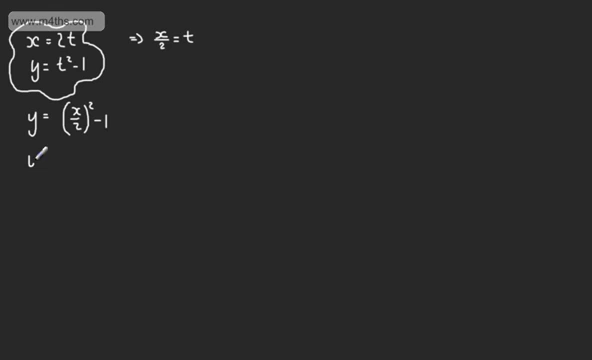 www.m4ths.com
x = 2t ⇒ x/2 = t
y = t² - 1
y = (x/2)² - 1